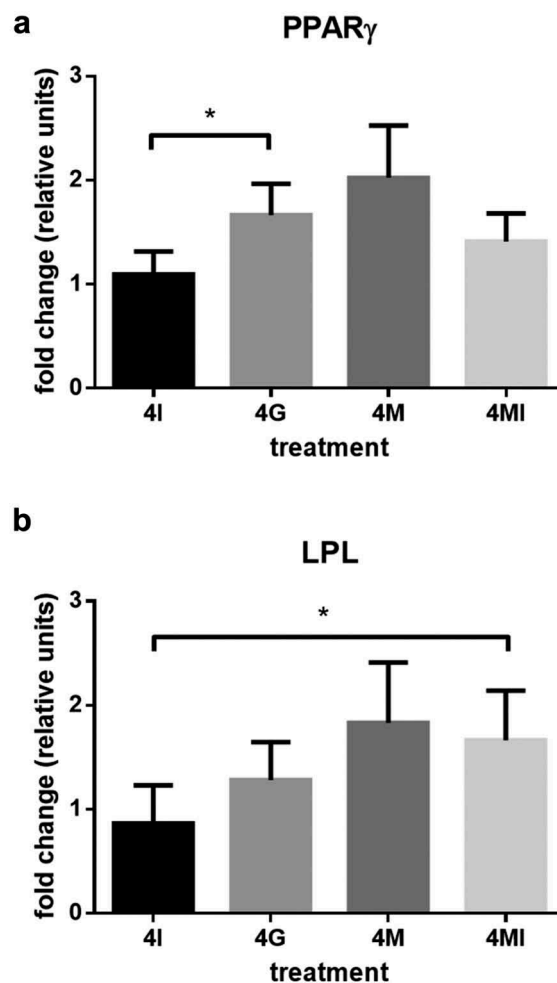 a
PPARγ
fold change (relative units)
3
2
1
0
*
4I 4G 4M 4MI
treatment
b
LPL
fold change (relative units)
3
2
1
0
*
4I 4G 4M 4MI
treatment